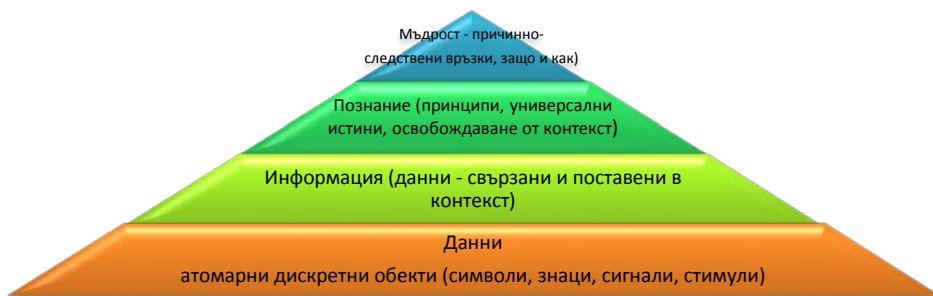 Мъдрост - причинно-
следствени връзки, защо и как)
Познание (принципи, универсални
истини, освобождаване от контекст)
Информация (данни - свързани и поставени в
контекст)
Данни
атомарни дискретни обекти (символи, знаци, сигнали, стимули)